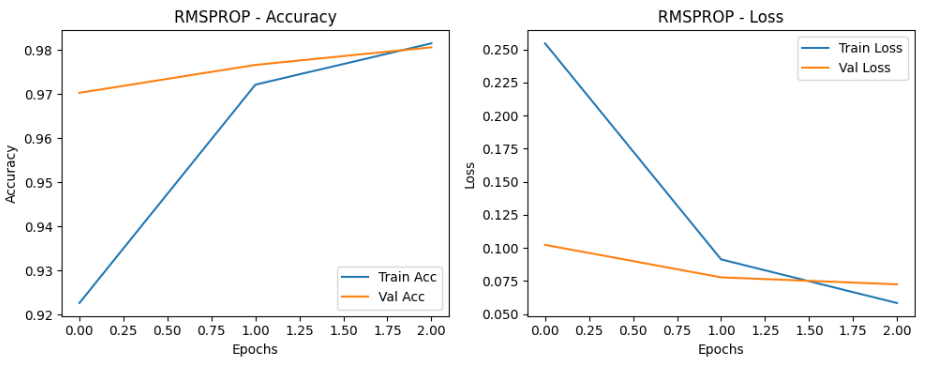 RMSPROP - Accuracy
0.98
0.97
0.96
0.95
0.94
0.93
0.92
Accuracy
Train Acc
Val Acc
0.00 0.25 0.50 0.75 1.00 1.25 1.50 1.75 2.00
Epochs
RMSPROP - Loss
0.250
0.225
0.200
0.175
0.150
0.125
0.100
0.075
0.050
Loss
Train Loss
Val Loss
0.00 0.25 0.50 0.75 1.00 1.25 1.50 1.75 2.00
Epochs